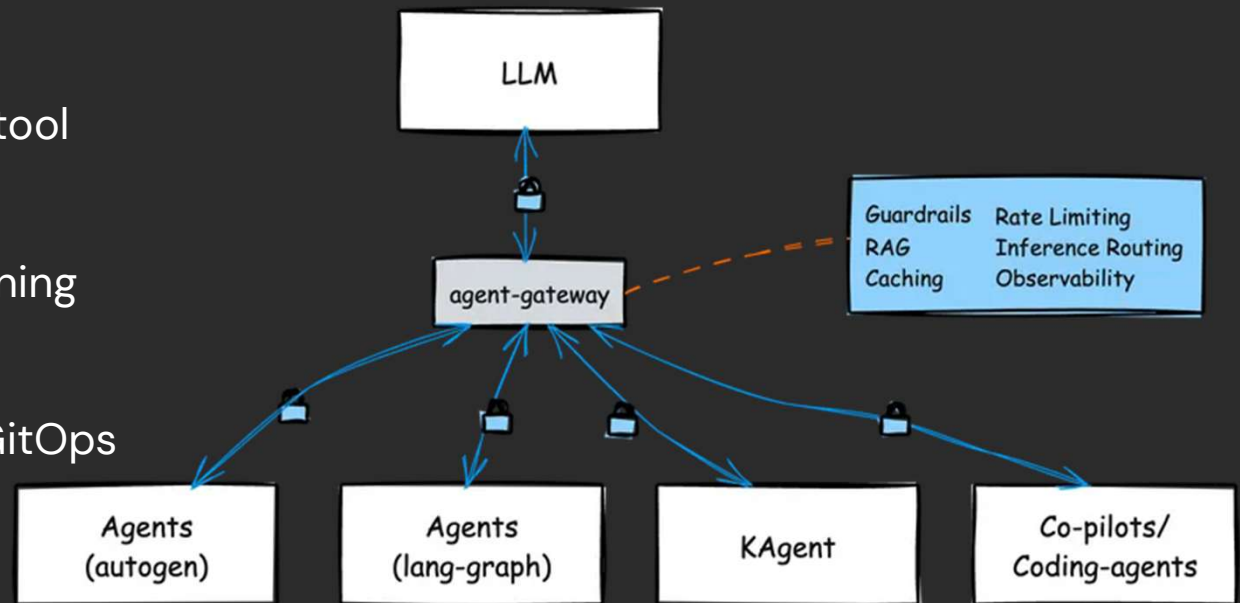 tool
GitOps
LLM
agent-gateway
Guardrails Rate Limiting
RAG Inference Routing
Caching Observability
Agents
(autogen)
Agents
(lang-graph)
KAgent
Co-pilots/
Coding-agents